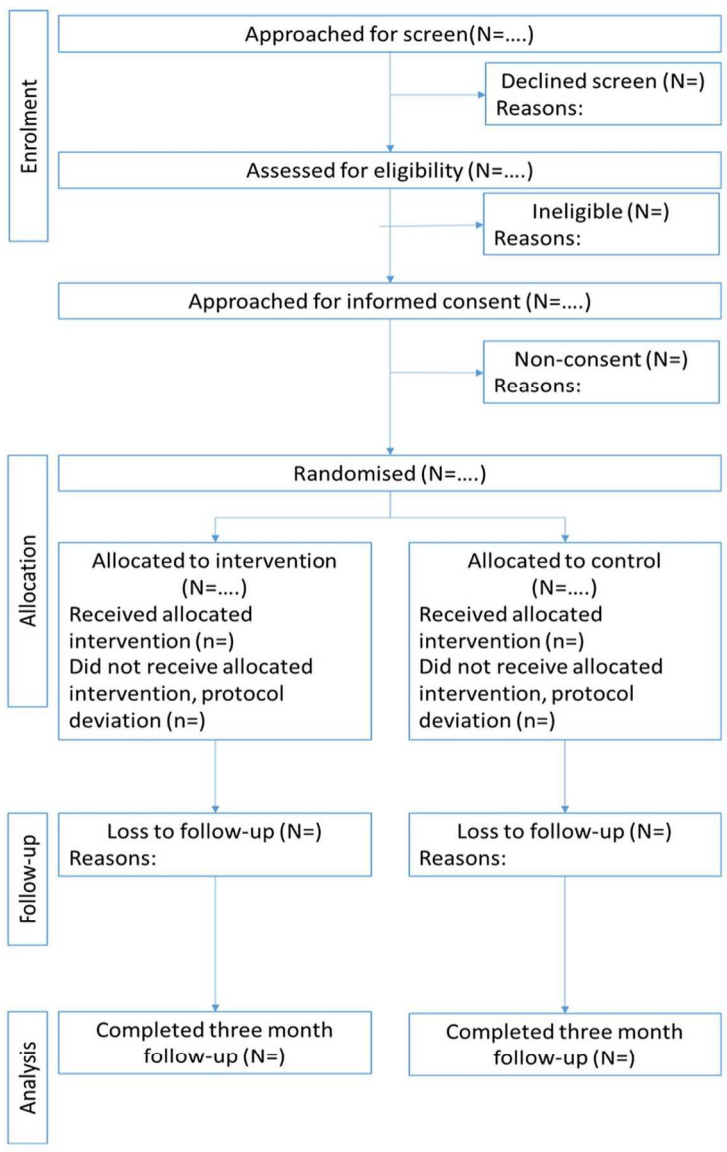 Enrolment
Approached for screen(N=....)
Declined screen (N=)
Reasons:
Assessed for eligibility (N=....)
Ineligible (N=)
Reasons:
Approached for informed consent (N=....)
Non-consent (N=)
Reasons:
Allocation
Randomised (N=....)
Allocated to intervention
(N=....)
Received allocated
intervention (n=)
Did not receive allocated
intervention, protocol
deviation (n=)
Allocated to control
(N=....)
Received allocated
intervention (n=)
Did not receive allocated
intervention, protocol
deviation (n=)
Follow-up
Loss to follow-up (N=)
Reasons:
Loss to follow-up (N=)
Reasons:
Analysis
Completed three month
follow-up (N=)
Completed three month
follow-up (N=)